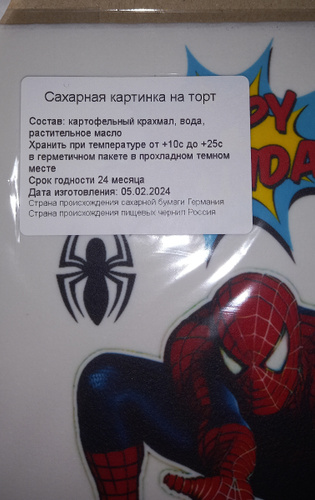 Сахарная картинка на торт
Состав: картофельный крахмал, вода,
растительное масло
Хранить при температуре от +10с до +25с
в герметичном пакете в прохладном темном
месте
Срок годности 24 месяца
Дата изготовления: 05.02.2024
Страна происхождения сахарной бумаги Германия
Страна происхождения пищевых чернил Россия